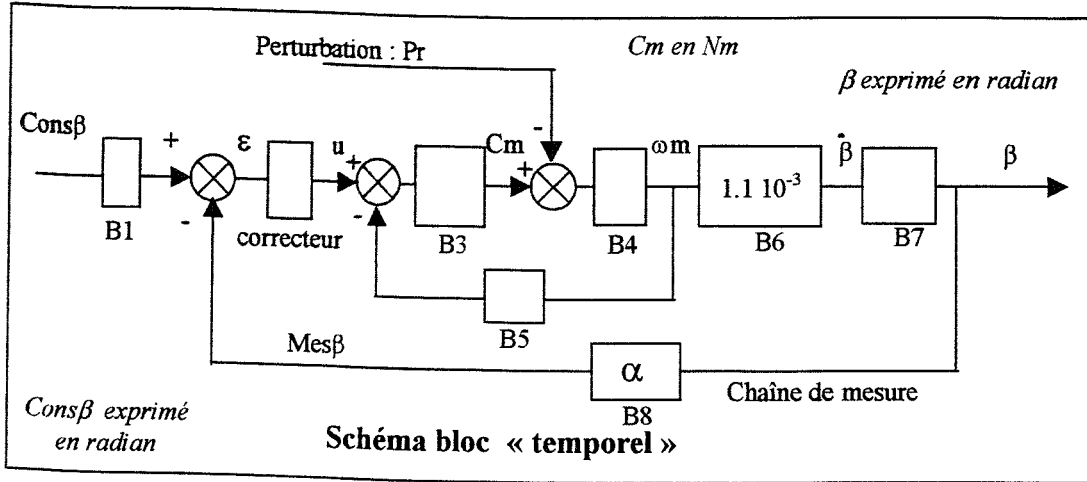 Perturbation : Pr
Cm en Nm
β exprimé en radian
Consβ
+
ε
u
+
Cm
-
+
ωm
β̇
β
1.1 10⁻³
-
-
B1
correcteur
B3
B4
B6
B7
B5
Mesβ
α
Chaîne de mesure
B8
Consβ exprimé
en radian
Schéma bloc « temporel »